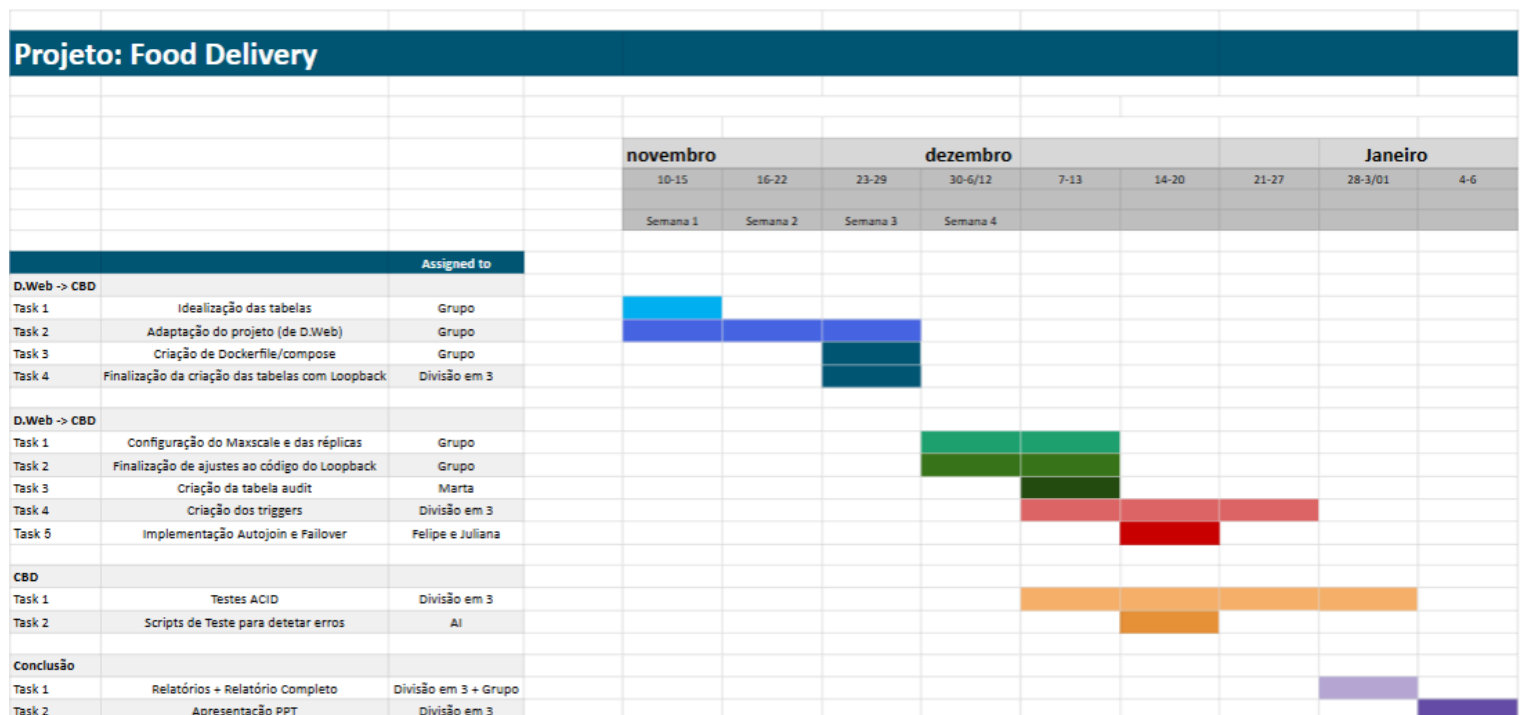 Projeto: Food Delivery
novembro dezembro Janeiro
10-15 16-22 23-29 30-6/12 7-13 14-20 21-27 28-3/01 4-6
Semana 1 Semana 2 Semana 3 Semana 4
Assigned to
D.Web -> CBD
Task 1 Idealização das tabelas Grupo
Task 2 Adaptação do projeto (de D.Web) Grupo
Task 3 Criação de Dockerfile/compose Grupo
Task 4 Finalização da criação das tabelas com Loopback Divisão em 3
D.Web -> CBD
Task 1 Configuração do Maxscale e das réplicas Grupo
Task 2 Finalização de ajustes ao código do Loopback Grupo
Task 3 Criação da tabela audit Marta
Task 4 Criação dos triggers Divisão em 3
Task 5 Implementação Autojoin e Failover Felipe e Juliana
CBD
Task 1 Testes ACID Divisão em 3
Task 2 Scripts de Teste para detetar erros AI
Conclusão
Task 1 Relatórios + Relatório Completo Divisão em 3 + Grupo
Task 2 Apresentação PPT Divisão em 3